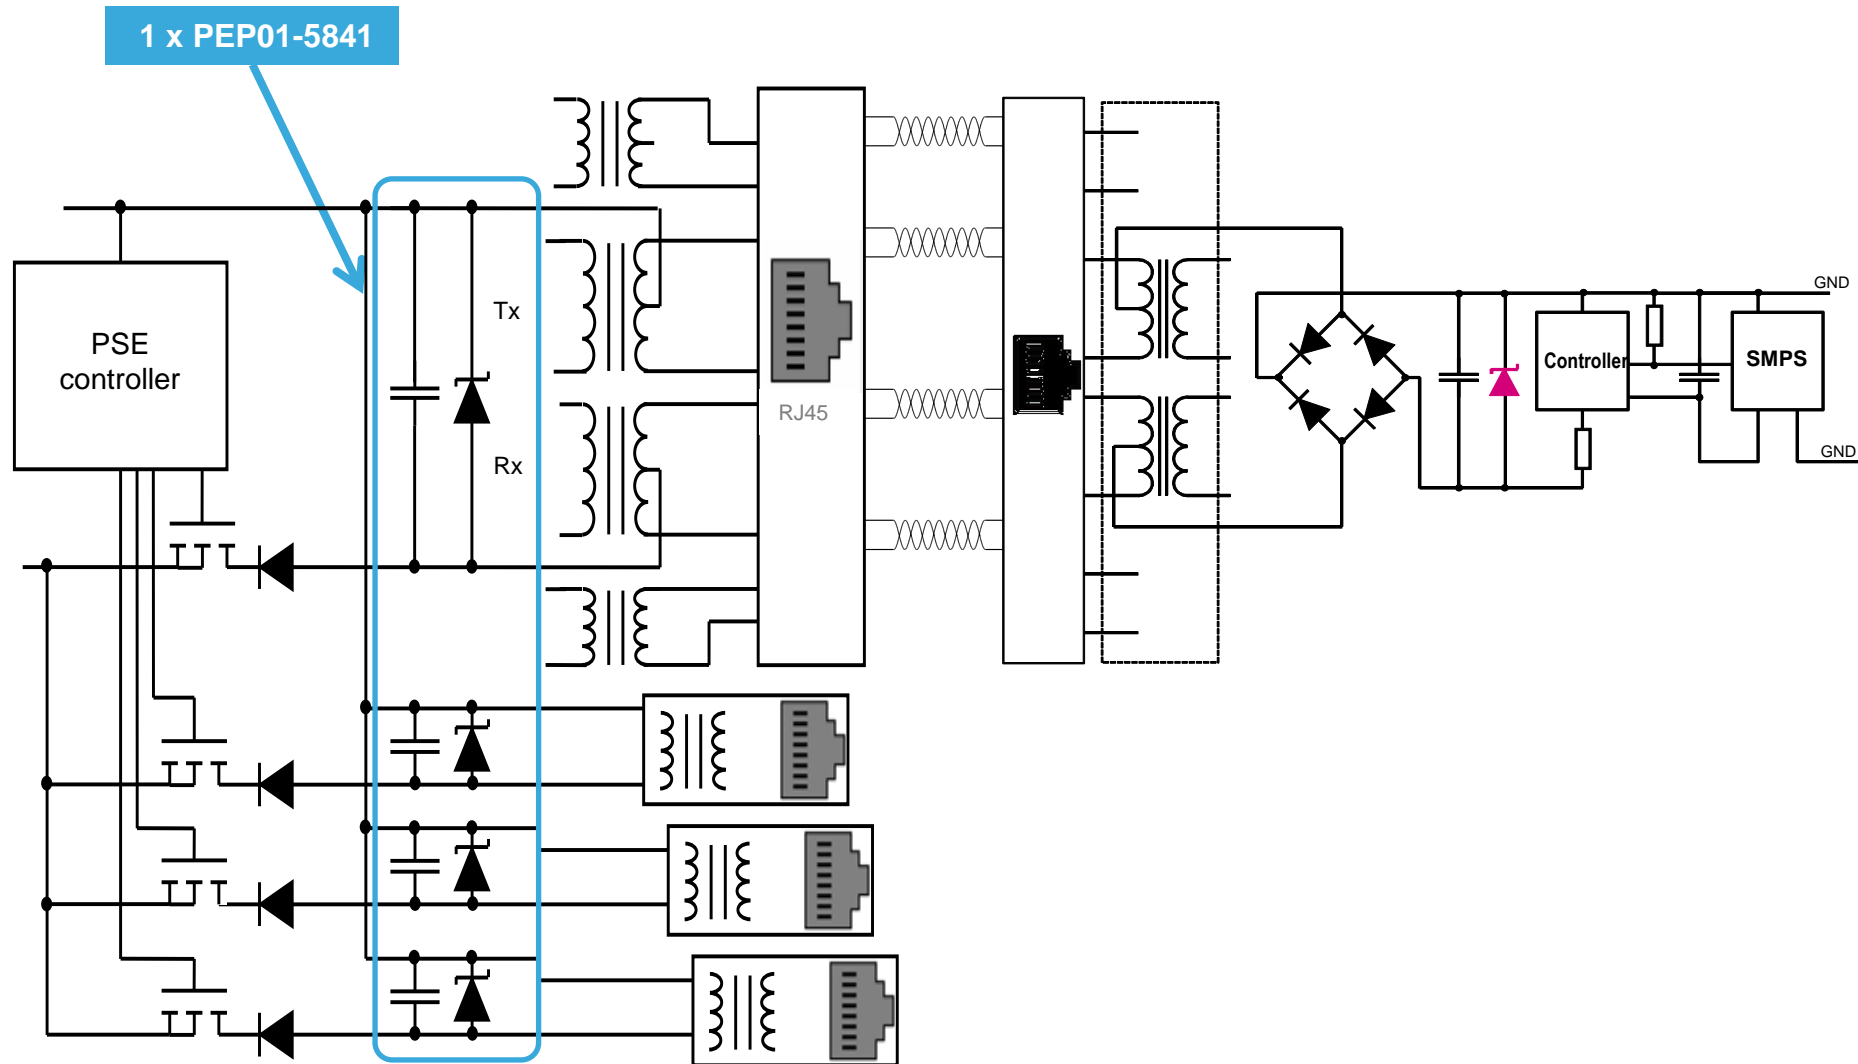 1 x PEP01-5841
PSE
controller
Tx
Rx
RJ45
GND
Controller
SMPS
GND